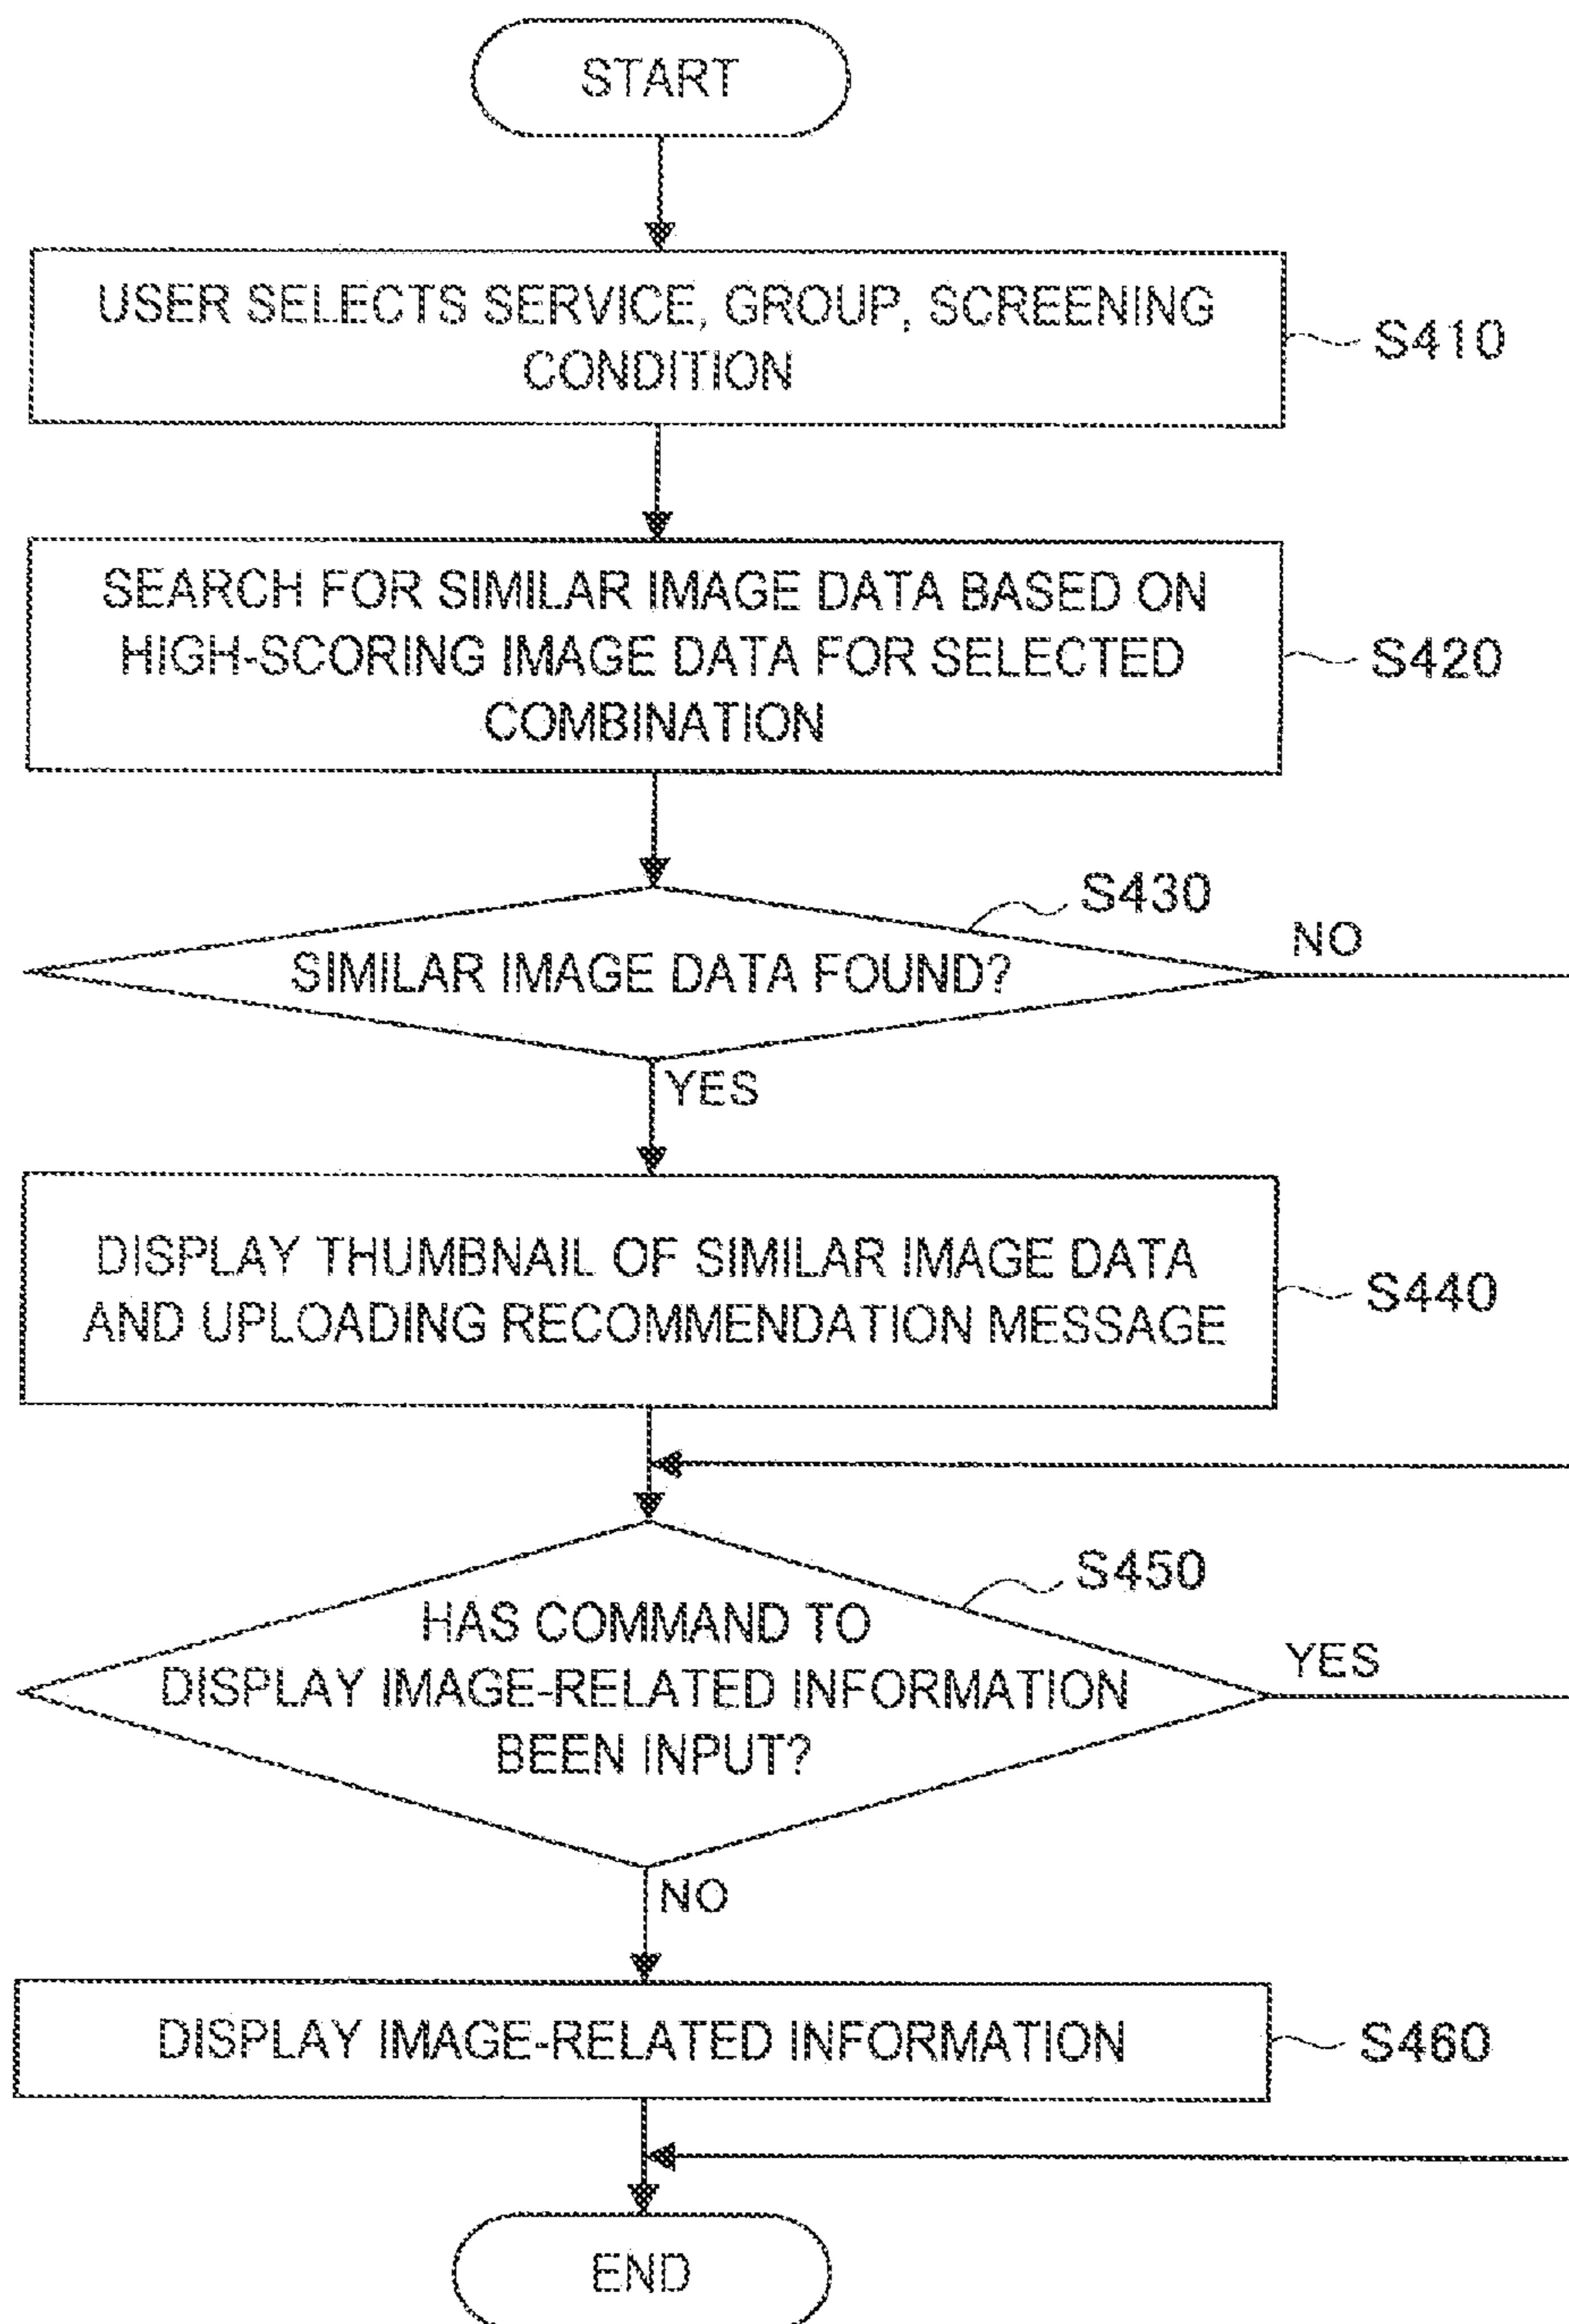 START
USER SELECTS SERVICE, GROUP, SCREENING
CONDITION
S410
SEARCH FOR SIMILAR IMAGE DATA BASED ON
HIGH-SCORING IMAGE DATA FOR SELECTED
COMBINATION
S420
S430
SIMILAR IMAGE DATA FOUND?
NO
YES
DISPLAY THUMBNAIL OF SIMILAR IMAGE DATA
AND UPLOADING RECOMMENDATION MESSAGE
S440
S450
HAS COMMAND TO
DISPLAY IMAGE-RELATED INFORMATION
BEEN INPUT?
YES
NO
DISPLAY IMAGE-RELATED INFORMATION
S460
END